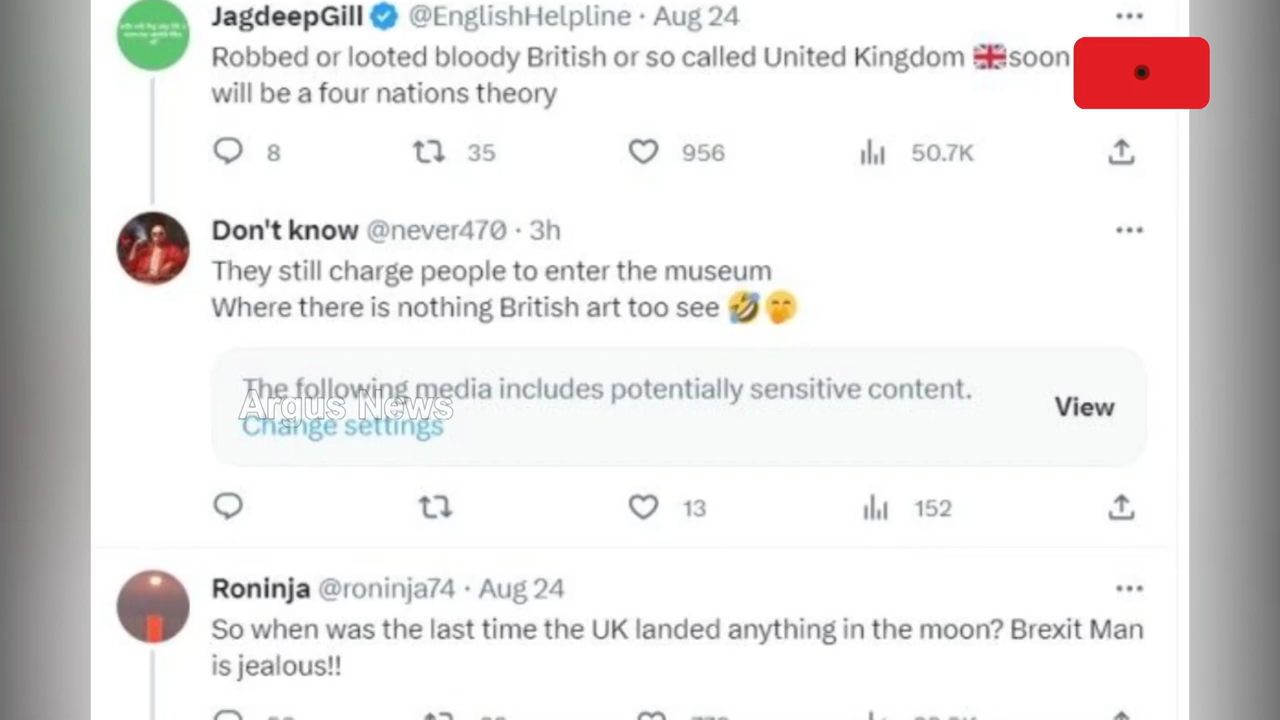 JagdeepGill @EnglishHelpline · Aug 24
Robbed or looted bloody British or so called United Kingdom 🇬🇧soon
will be a four nations theory
8 35 956 50.7K
Don't know @never470 · 3h
They still charge people to enter the museum
Where there is nothing British art too see 🤣🤭
The following media includes potentially sensitive content.
View
Argus News
Change settings
13 152
Roninja @roninja74 · Aug 24
So when was the last time the UK landed anything in the moon? Brexit Man
is jealous!!